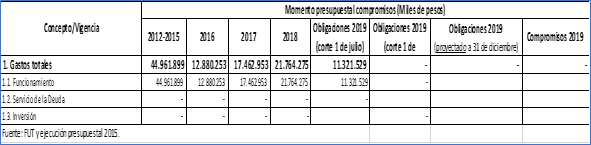 Momento presupuestal compromisos (Miles de pesos)
Concepto/Vigencia 2012-2015 2016 2017 2018 Obligaciones 2019 (corte 1 de julio) Obligaciones 2019 (corte 1 de Obligaciones 2019 (proyectado a 31 de diciembre) Compromisos 2019
1. Gastos totales 44.961.899 12.880.253 17.462.953 21.764.275 11.321.529 - - -
1.1. Funcionamiento 44.961.899 12.880.253 17.462.953 21.764.275 11.321.529 -
1.2. Servicio de la Deuda - - - - - -
1.3. Inversión - - - - - -
Fuente: FUT y ejecución presupuestal 2015.